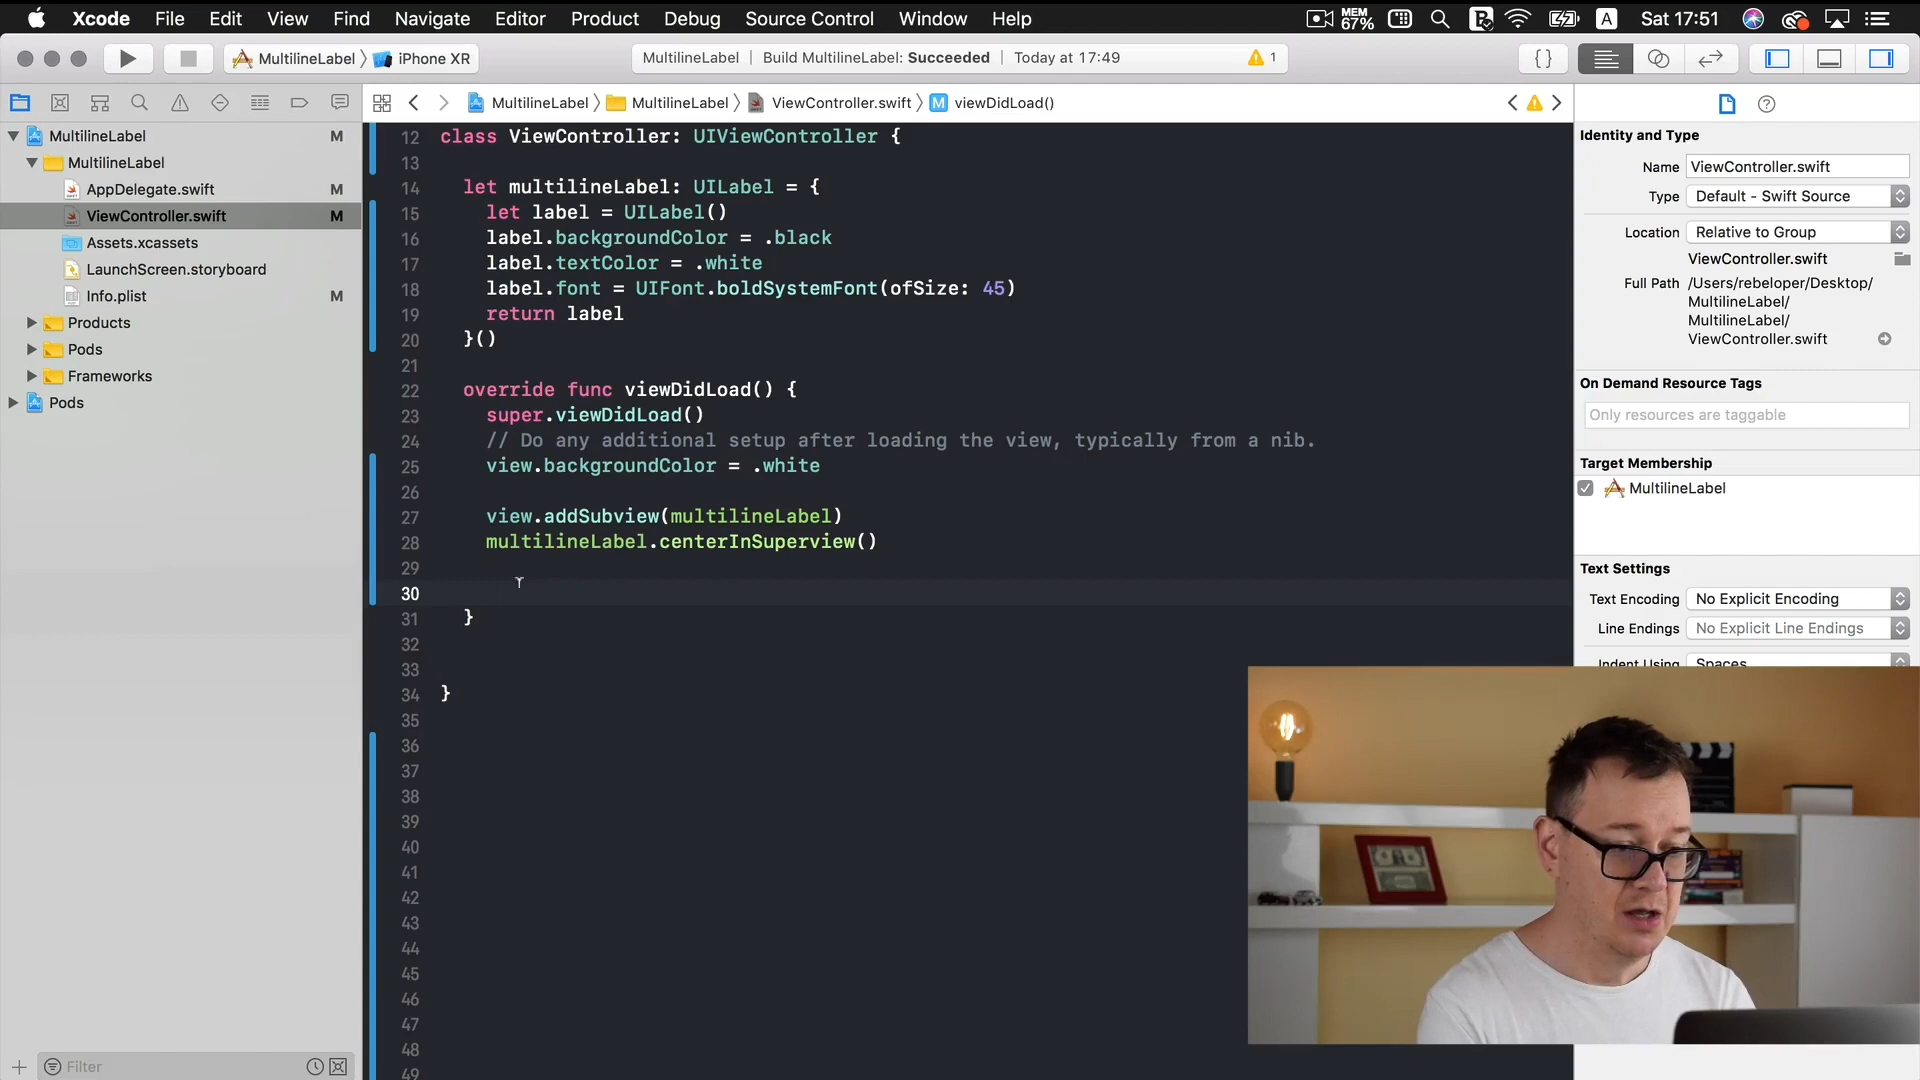 Xcode File Edit View Find Navigate Editor Product Debug Source Control Window Help MEM 67% A Sat 17:51
MultilineLabel iPhone XR MultilineLabel | Build MultilineLabel: Succeeded | Today at 17:49 1 {}
MultilineLabel MultilineLabel ViewController.swift M viewDidLoad()
MultilineLabel M
MultilineLabel
AppDelegate.swift M
ViewController.swift M
Assets.xcassets
LaunchScreen.storyboard
Info.plist M
Products
Pods
Frameworks
Pods
Filter
12 class ViewController: UIViewController {
13
14 let multilineLabel: UILabel = {
15 let label = UILabel()
16 label.backgroundColor = .black
17 label.textColor = .white
18 label.font = UIFont.boldSystemFont(ofSize: 45)
19 return label
20 }()
21
22 override func viewDidLoad() {
23 super.viewDidLoad()
24 // Do any additional setup after loading the view, typically from a nib.
25 view.backgroundColor = .white
26
27 view.addSubview(multilineLabel)
28 multilineLabel.centerInSuperview()
29
30
31 }
32
33
34 }
35
36
37
38
39
40
41
42
43
44
45
46
47
48
49
Identity and Type
Name ViewController.swift
Type Default - Swift Source
Location Relative to Group
ViewController.swift
Full Path /Users/rebeloper/Desktop/
MultilineLabel/
MultilineLabel/
ViewController.swift
On Demand Resource Tags
Only resources are taggable
Target Membership
MultilineLabel
Text Settings
Text Encoding No Explicit Encoding
Line Endings No Explicit Line Endings
Indent Using Spaces